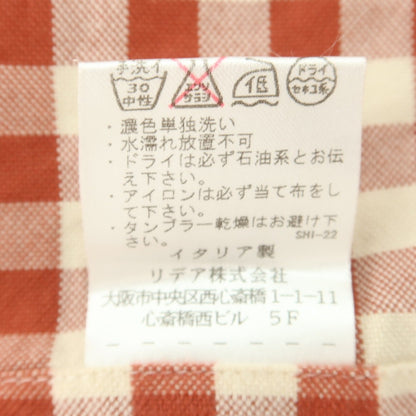 手洗イ
30
中性
エンソ
サラシ
低
ドライ
セキユ系
・濃色単独洗い
・水濡れ放置不可
・ドライは必ず石油系とお伝
え下さい。
・アイロンは必ず当て布をし
て下さい。
・タンブラー乾燥はお避け下
さい。
SHI-22
イタリア製
リデア株式会社
大阪市中央区西心斎橋1-1-11
心斎橋西ビル 5F